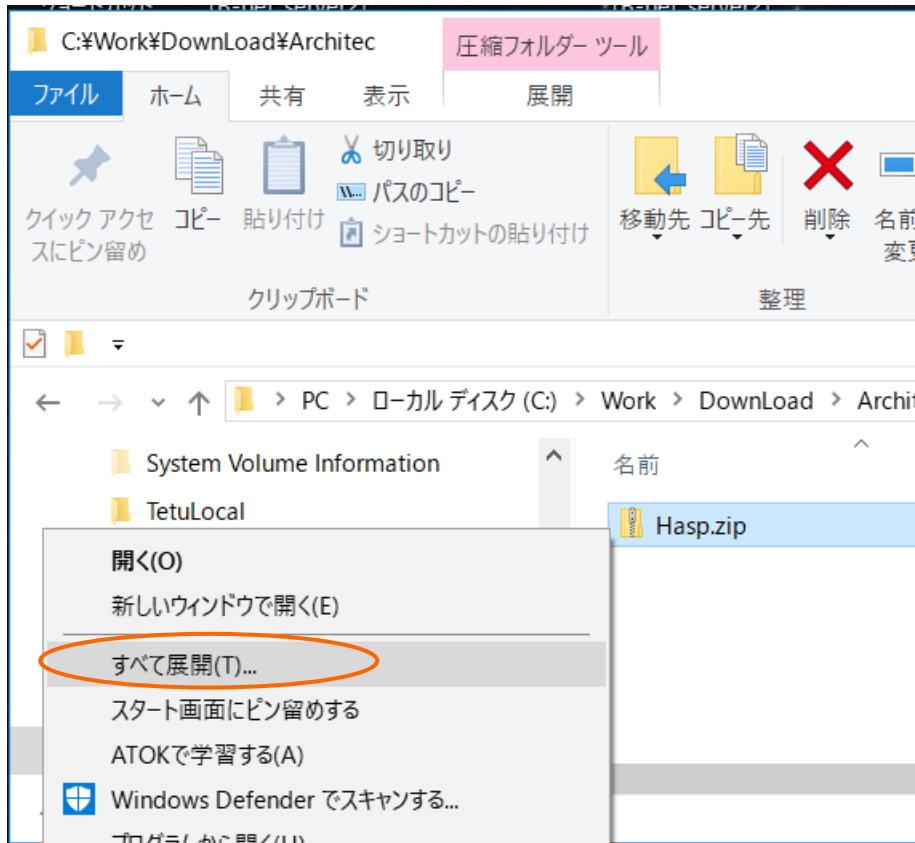 C:¥Work¥DownLoad¥Architec
圧縮フォルダー ツール
ファイル ホーム 共有 表示 展開
クイック アクセ
スにピン留め
コピー
貼り付け
切り取り
パスのコピー
ショートカットの貼り付け
クリップボード
移動先 コピー先 削除 名前
整理
PC > ローカル ディスク (C:) > Work > DownLoad >
System Volume Information
TetuLocal
名前
Hasp.zip
開く(O)
新しいウィンドウで開く(E)
すべて展開(T)...
スタート画面にピン留めする
ATOKで学習する(A)
Windows Defender でスキャンする...